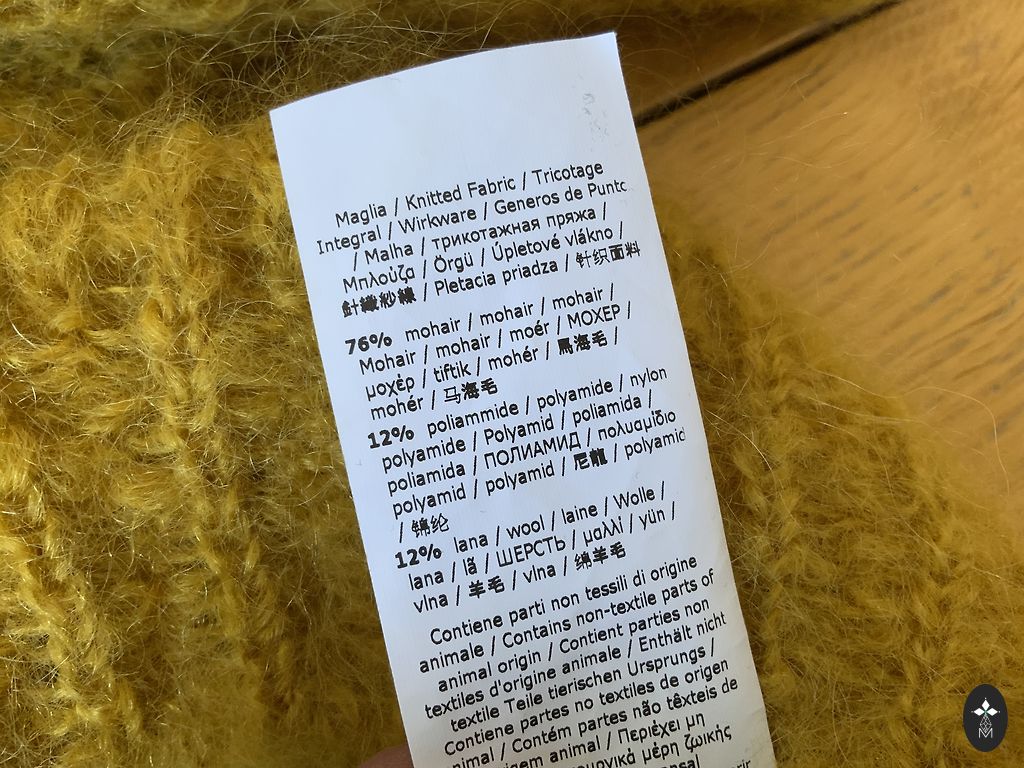 Maglia / Knitted Fabric / Tricotage
Integral / Wirkware / Generos de Punto
/ Malha / трикотажная пряжа /
Μπλούζα / Örgü / Úpletové vlákno /
針織紗線 / Pletacia priadza / 针织面料
76% mohair / mohair / mohair /
Mohair / mohair / moér / МОХЕР /
μοχὲρ / tiftik / mohér / 馬海毛 /
mohér / 马海毛
12% poliammide / polyamide / nylon
polyamide / Polyamid / poliamida /
poliamida / ПОЛИАМИД / πολυαμίδιο
polyamid / polyamid / 尼龍 / polyamid
/ 锦纶
12% lana / wool / laine / Wolle /
lana / lã / ШЕРСТЬ / μαλλί / yün /
vlna / 羊毛 / vlna / 绵羊毛
Contiene parti non tessili di origine
animale / Contains non-textile parts of
animal origin / Contient parties non
textiles d'origine animale / Enthält nicht
textile Teile tierischen Ursprungs /
Contiene partes no textiles de origen
animal / Contém partes não têxteis de
origem animal / Περιέχει μη
μέρη ζωικής